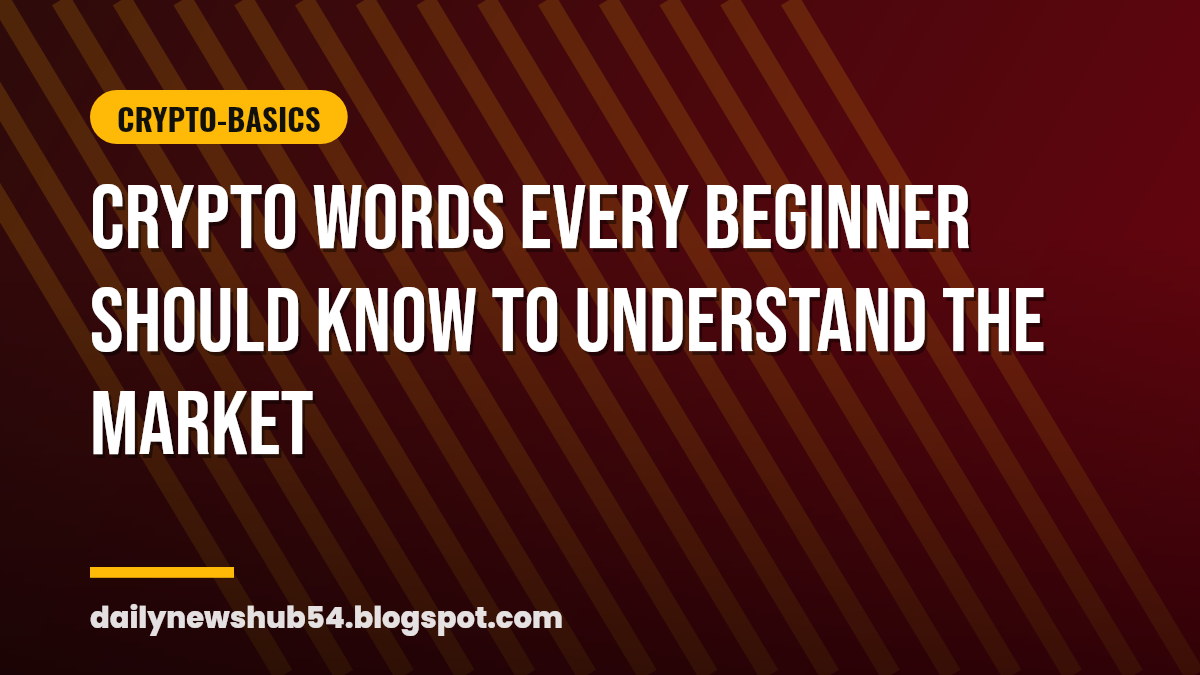 CRYPTO-BASICS
CRYPTO WORDS EVERY BEGINNER
SHOULD KNOW TO UNDERSTAND THE
MARKET
dailynewshub54.blogspot.com